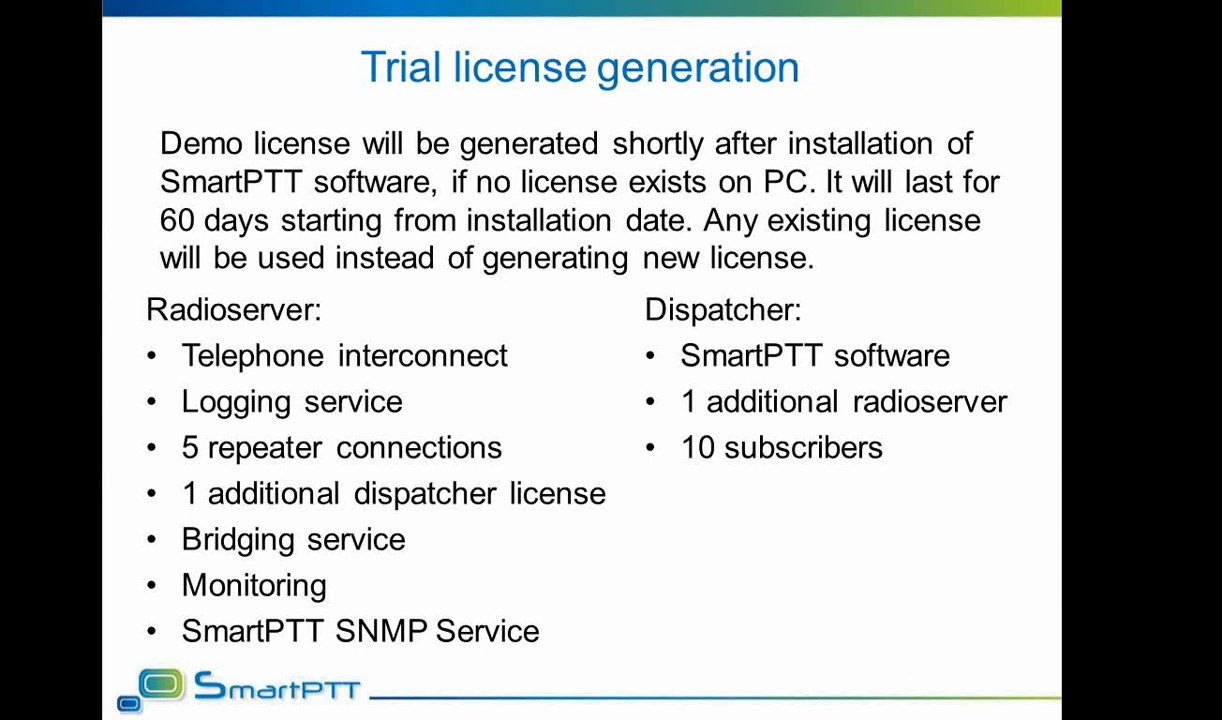 Trial license generation
Demo license will be generated shortly after installation of
SmartPTT software, if no license exists on PC. It will last for
60 days starting from installation date. Any existing license
will be used instead of generating new license.
Radioserver:
• Telephone interconnect
• Logging service
• 5 repeater connections
• 1 additional dispatcher license
• Bridging service
• Monitoring
• SmartPTT SNMP Service
Dispatcher:
• SmartPTT software
• 1 additional radioserver
• 10 subscribers
SmartPTT